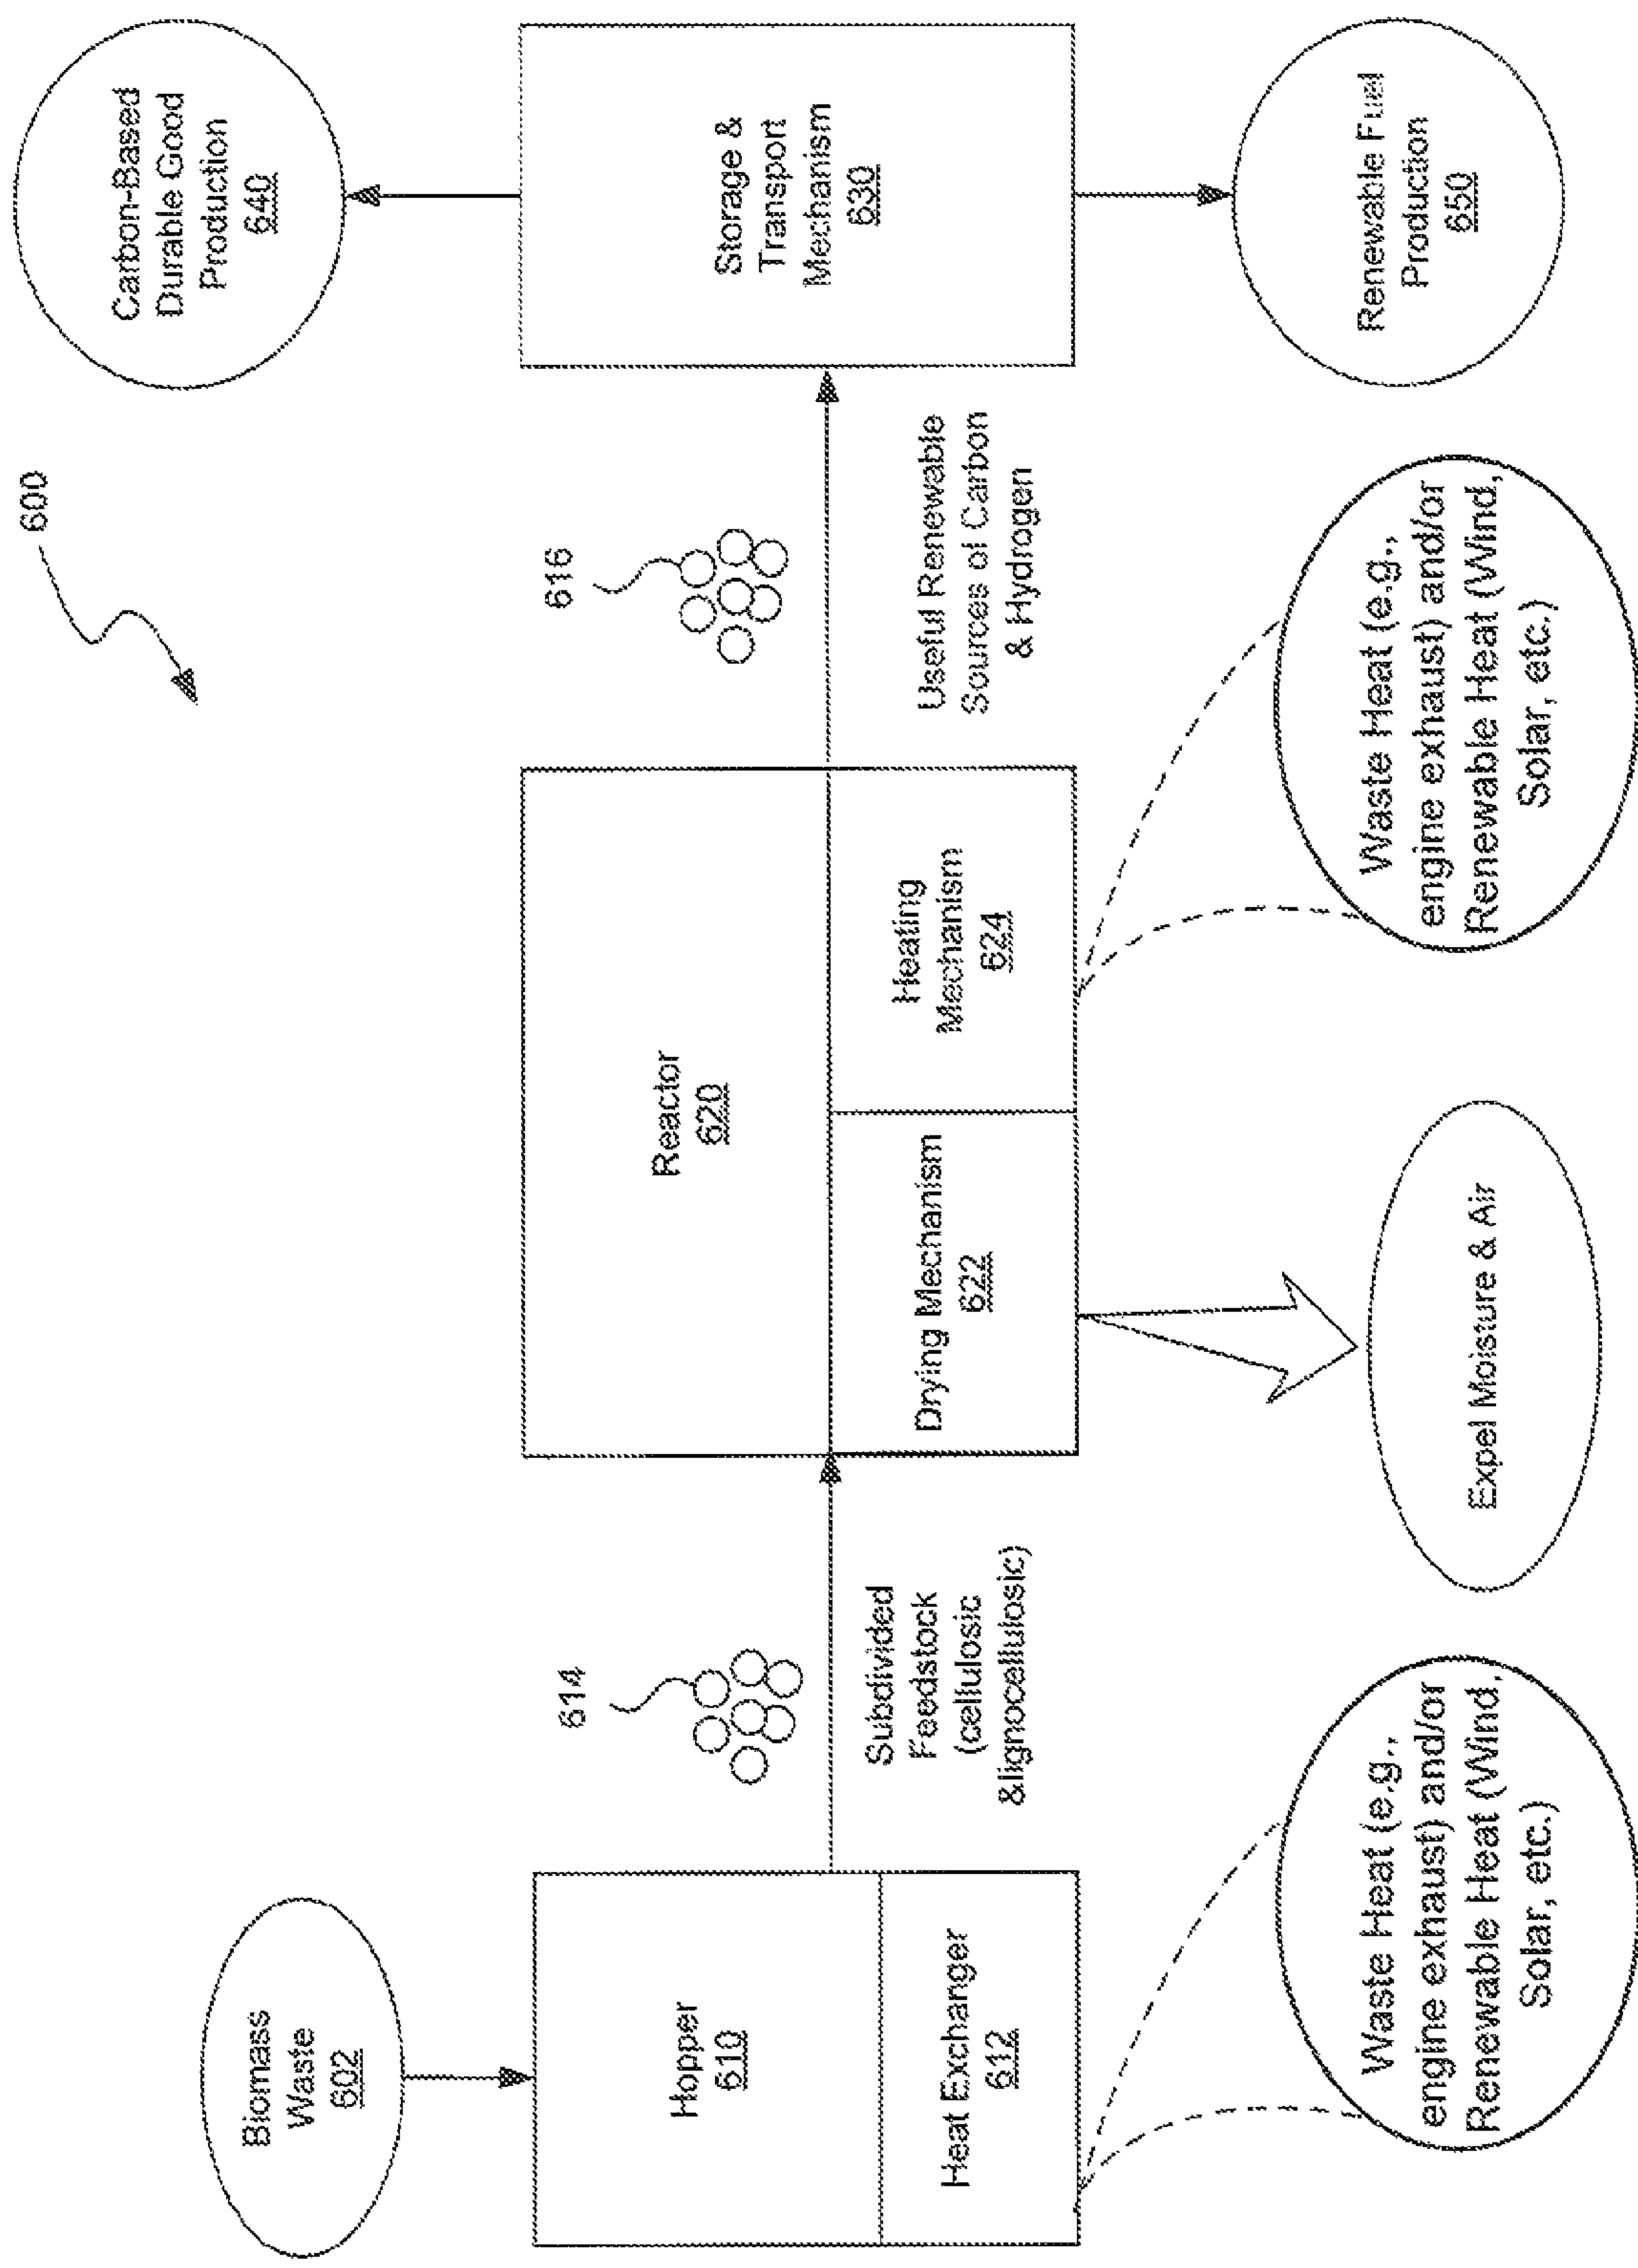 600
Biomass
Waste
602
Hopper
610
Heat Exchanger
612
Waste Heat (e.g.,
engine exhaust) and/or
Renewable Heat (Wind,
Solar, etc.)
614
Subdivided
Feedstock
(cellulosic
&lignocellulosic)
Reactor
620
Drying Mechanism
622
Heating
Mechanism
624
Expel Moisture & Air
Waste Heat (e.g.,
engine exhaust) and/or
Renewable Heat (Wind,
Solar, etc.)
616
Useful Renewable
Sources of Carbon
& Hydrogen
Carbon-Based
Durable Good
Production
640
Storage &
Transport
Mechanism
630
Renewable Fuel
Production
650